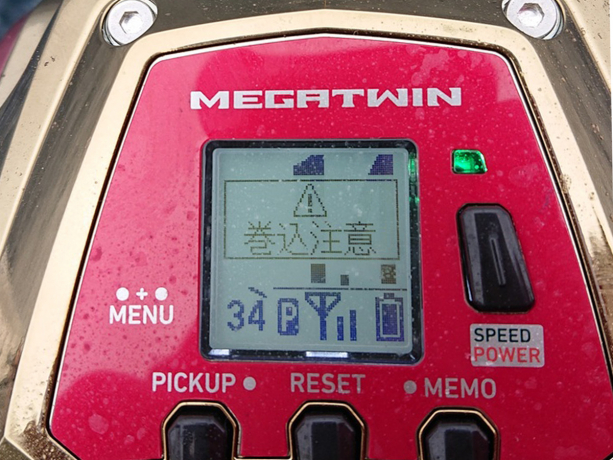 MEGATWIN
巻込注意
34 P
MENU
SPEED
POWER
PICKUP RESET MEMO